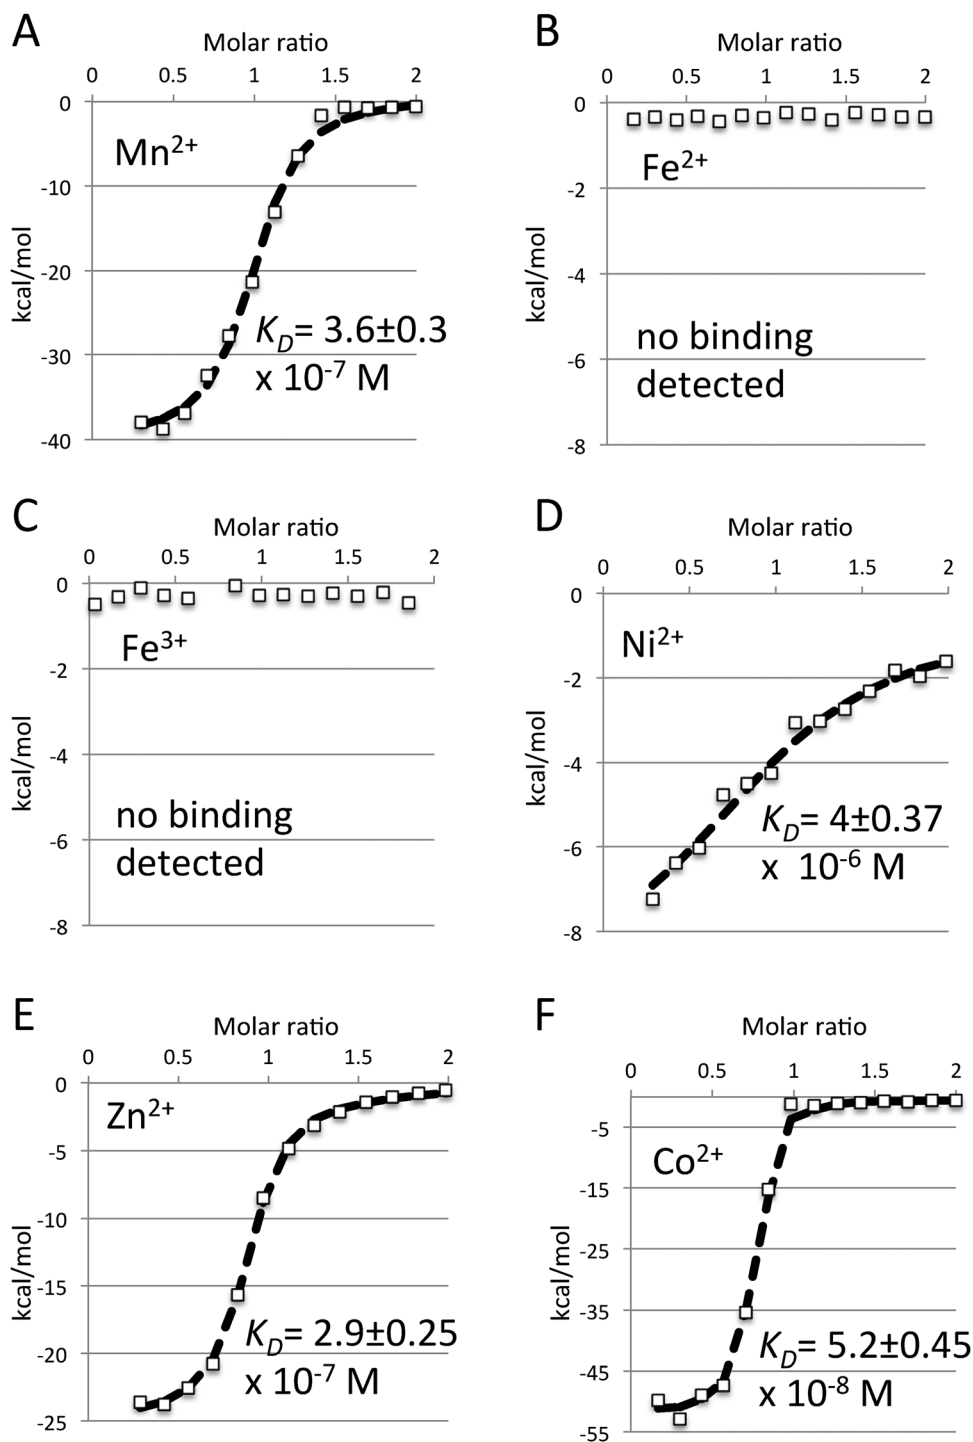 A
Molar ratio
0 0.5 1 1.5 2
0
-10
-20
-30
-40
kcal/mol
Mn²⁺
K_D= 3.6±0.3
x 10⁻⁷ M
B
Molar ratio
0 0.5 1 1.5 2
0
-2
-4
-6
-8
kcal/mol
Fe²⁺
no binding
detected
C
Molar ratio
0 0.5 1 1.5 2
0
-2
-4
-6
-8
kcal/mol
Fe³⁺
no binding
detected
D
Molar ratio
0 0.5 1 1.5 2
0
-2
-4
-6
-8
kcal/mol
Ni²⁺
K_D= 4±0.37
x 10⁻⁶ M
E
Molar ratio
0 0.5 1 1.5 2
0
-5
-10
-15
-20
-25
kcal/mol
Zn²⁺
K_D= 2.9±0.25
x 10⁻⁷ M
F
Molar ratio
0 0.5 1 1.5 2
-5
-15
-25
-35
-45
-55
kcal/mol
Co²⁺
K_D= 5.2±0.45
x 10⁻⁸ M